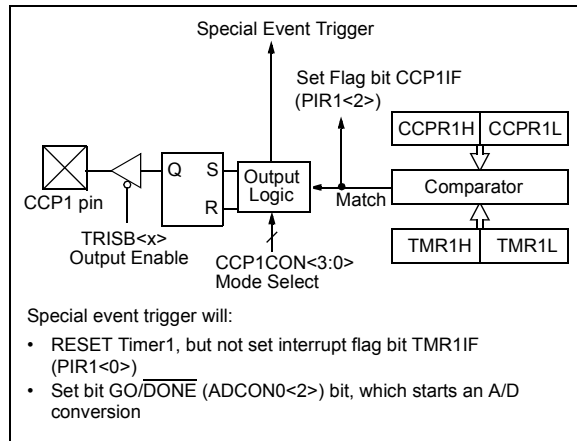 Special Event Trigger
Set Flag bit CCP1IF
(PIR1<2>)
CCPR1H CCPR1L
Q S Output
Logic
R
Match
Comparator
CCP1 pin
TRISB<x>
Output Enable
CCP1CON<3:0>
Mode Select
TMR1H TMR1L
Special event trigger will:
• RESET Timer1, but not set interrupt flag bit TMR1IF
(PIR1<0>)
• Set bit GO/DONE (ADCON0<2>) bit, which starts an A/D
conversion